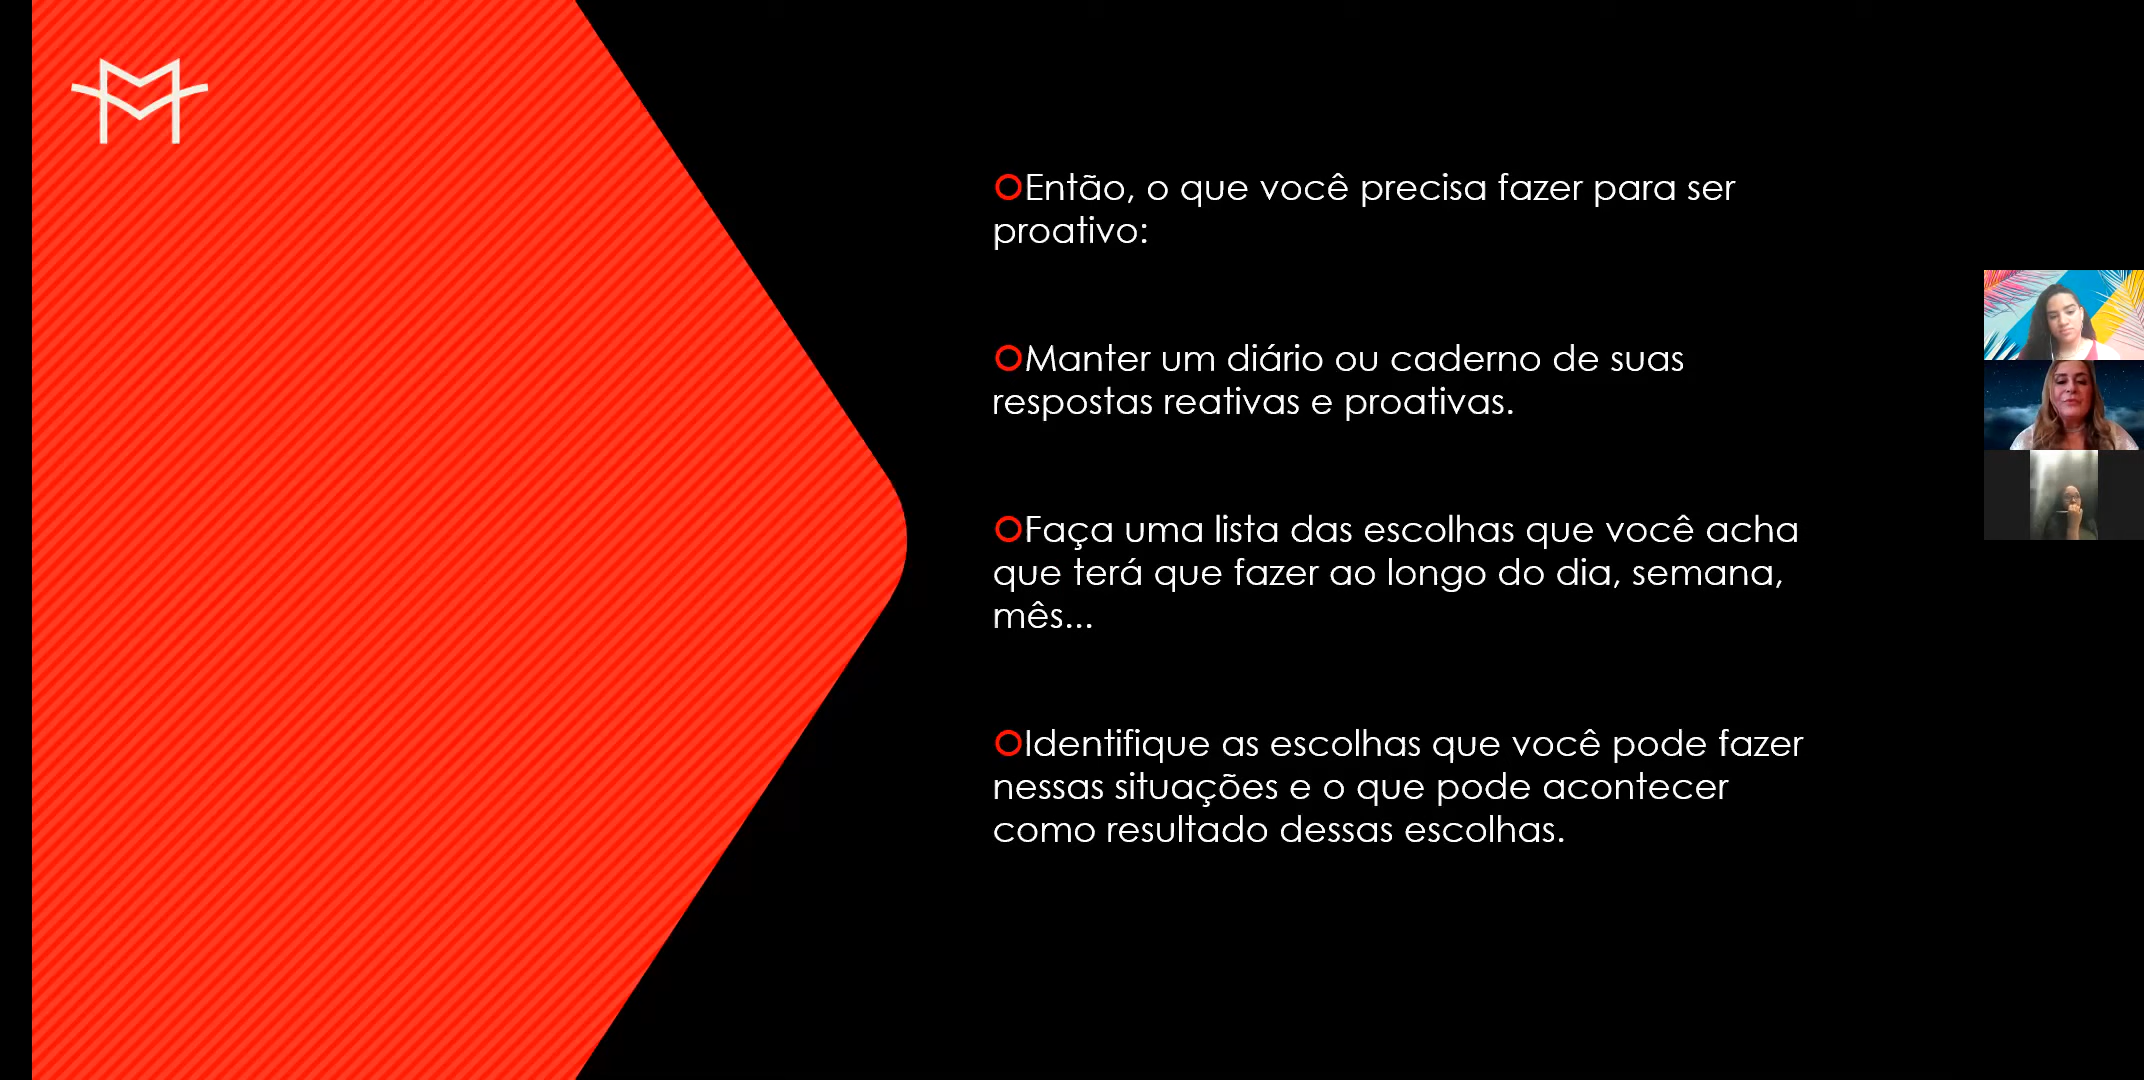 Então, o que você precisa fazer para ser
proativo:
Manter um diário ou caderno de suas
respostas reativas e proativas.
Faça uma lista das escolhas que você acha
que terá que fazer ao longo do dia, semana,
mês...
Identifique as escolhas que você pode fazer
nessas situações e o que pode acontecer
como resultado dessas escolhas.